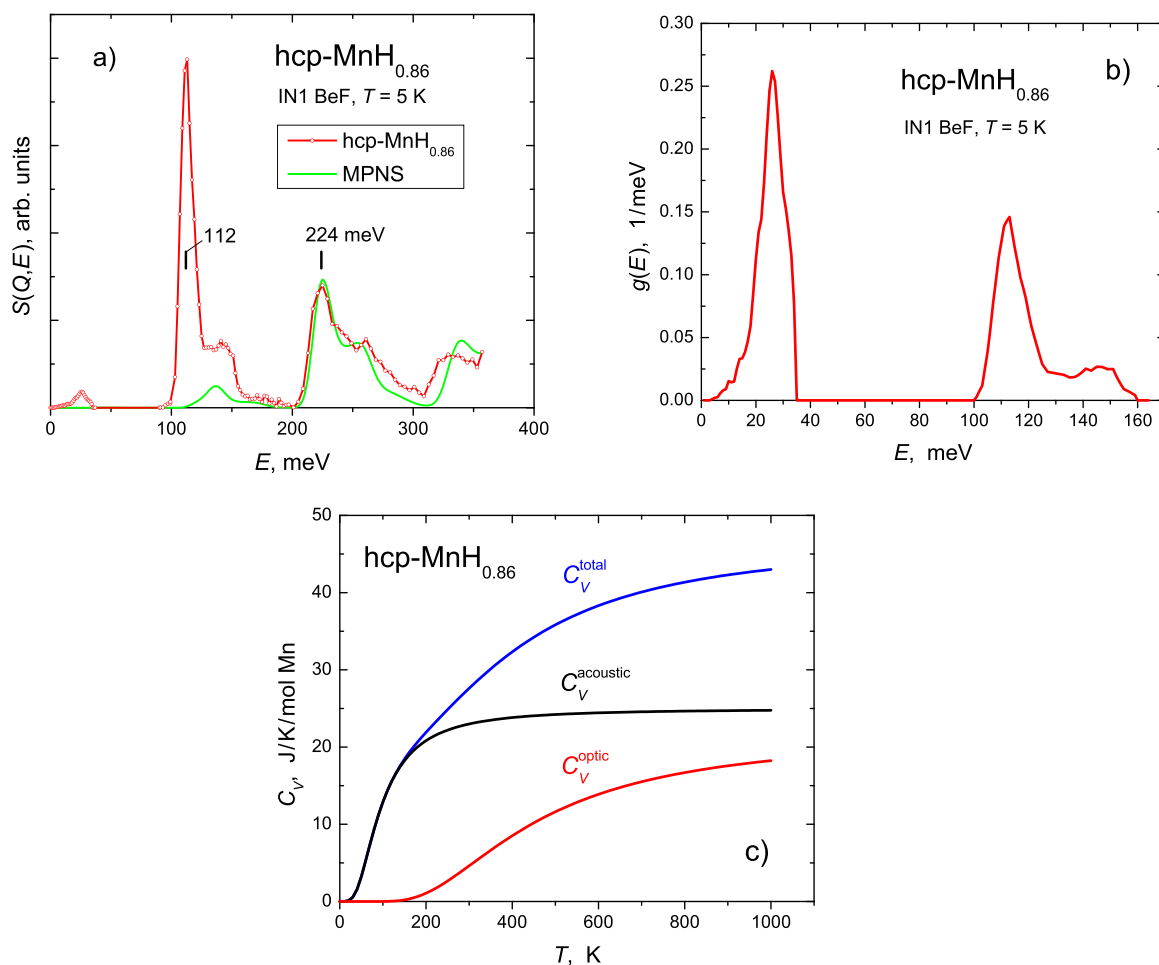 a)
hcp-MnH0.86
IN1 BeF, T = 5 K
hcp-MnH0.86
MPNS
112
224 meV
S(Q,E), arb. units
0 100 200 300 400
E, meV
b)
hcp-MnH0.86
IN1 BeF, T = 5 K
0.30
0.25
0.20
0.15
0.10
0.05
0.00
g(E), 1/meV
0 20 40 60 80 100 120 140 160
E, meV
hcp-MnH0.86
CVtotal
CVacoustic
CVoptic
c)
50
40
30
20
10
0
CV, J/K/mol Mn
0 200 400 600 800 1000
T, K